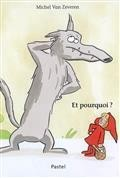 Michel Van Zeveren
Et pourquoi ?
Pastel